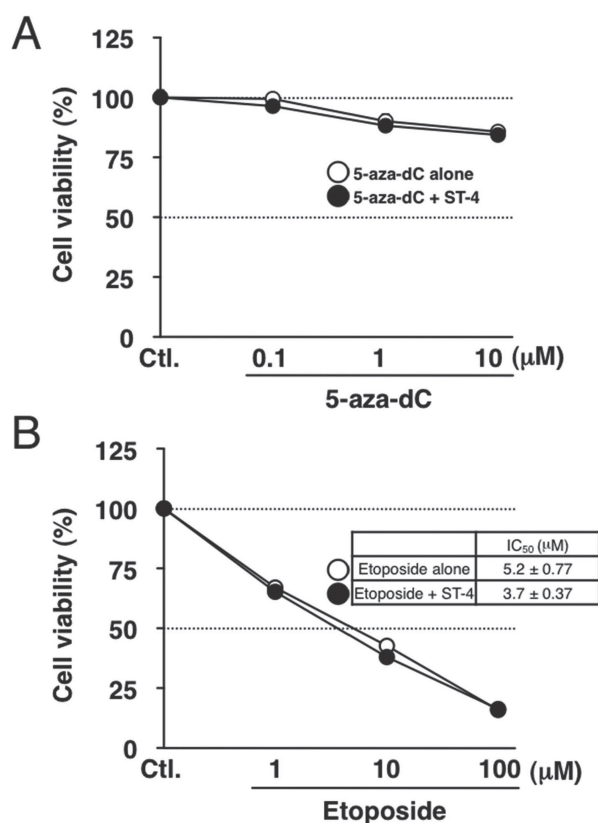 A
125
100
75
50
25
0
Cell viability (%)
5-aza-dC alone
5-aza-dC + ST-4
Ctl. 0.1 1 10 (μM)
5-aza-dC
B
125
100
75
50
25
0
Cell viability (%)
IC50 (μM)
Etoposide alone 5.2 ± 0.77
Etoposide + ST-4 3.7 ± 0.37
Ctl. 1 10 100 (μM)
Etoposide